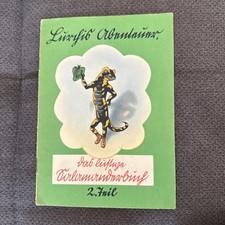 Lurchis Abenteuer,
das lustige
Salamanderbuch
2. Teil